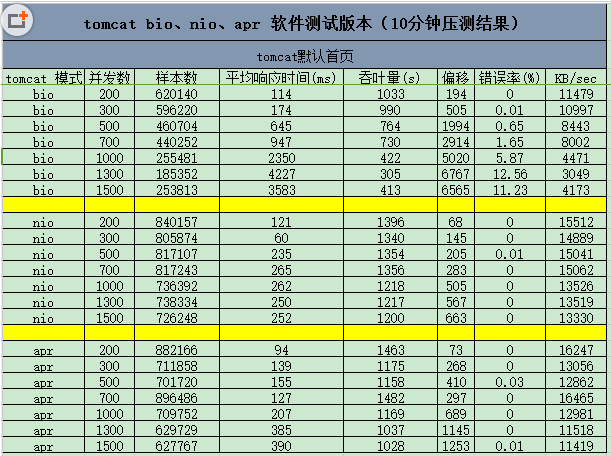 tomcat bio、nio、apr 软件测试版本（10分钟压测结果）
tomcat默认首页
tomcat 模式 并发数 样本数 平均响应时间(ms) 吞吐量(s) 偏移 错误率(%) KB/sec
bio 200 620140 114 1033 194 0 11479
bio 300 596220 174 990 505 0.01 10997
bio 500 460704 645 764 1994 0.65 8443
bio 700 440252 947 730 2914 1.65 8002
bio 1000 255481 2350 422 5020 5.87 4471
bio 1300 185352 4227 305 6767 12.56 3049
bio 1500 253813 3583 413 6565 11.23 4173
nio 200 840157 121 1396 68 0 15512
nio 300 805874 60 1340 145 0 14889
nio 500 817107 235 1354 205 0.01 15041
nio 700 817243 265 1356 283 0 15062
nio 1000 736392 262 1218 505 0 13526
nio 1300 738334 250 1217 567 0 13519
nio 1500 726248 252 1200 663 0 13330
apr 200 882166 94 1463 73 0 16247
apr 300 711858 139 1175 268 0 13056
apr 500 701720 155 1158 410 0.03 12862
apr 700 896486 127 1482 297 0 16465
apr 1000 709752 207 1169 689 0 12981
apr 1300 629729 385 1037 1145 0 11518
apr 1500 627767 390 1028 1253 0.01 11419